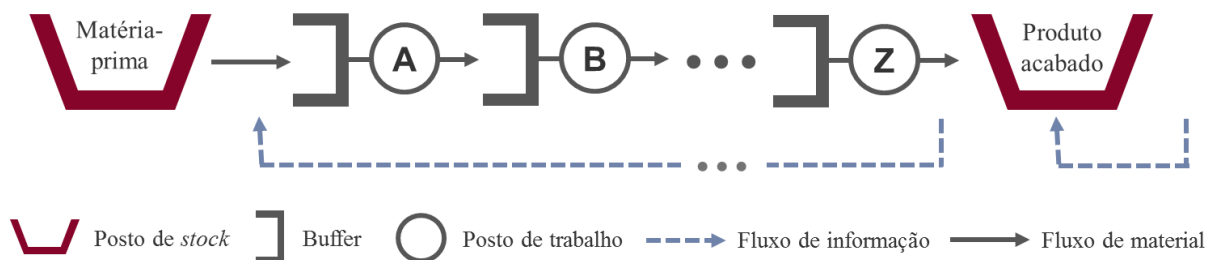 Matéria-
prima
A
B
Z
Produto
acabado
Posto de stock
Buffer
Posto de trabalho
Fluxo de informação
Fluxo de material